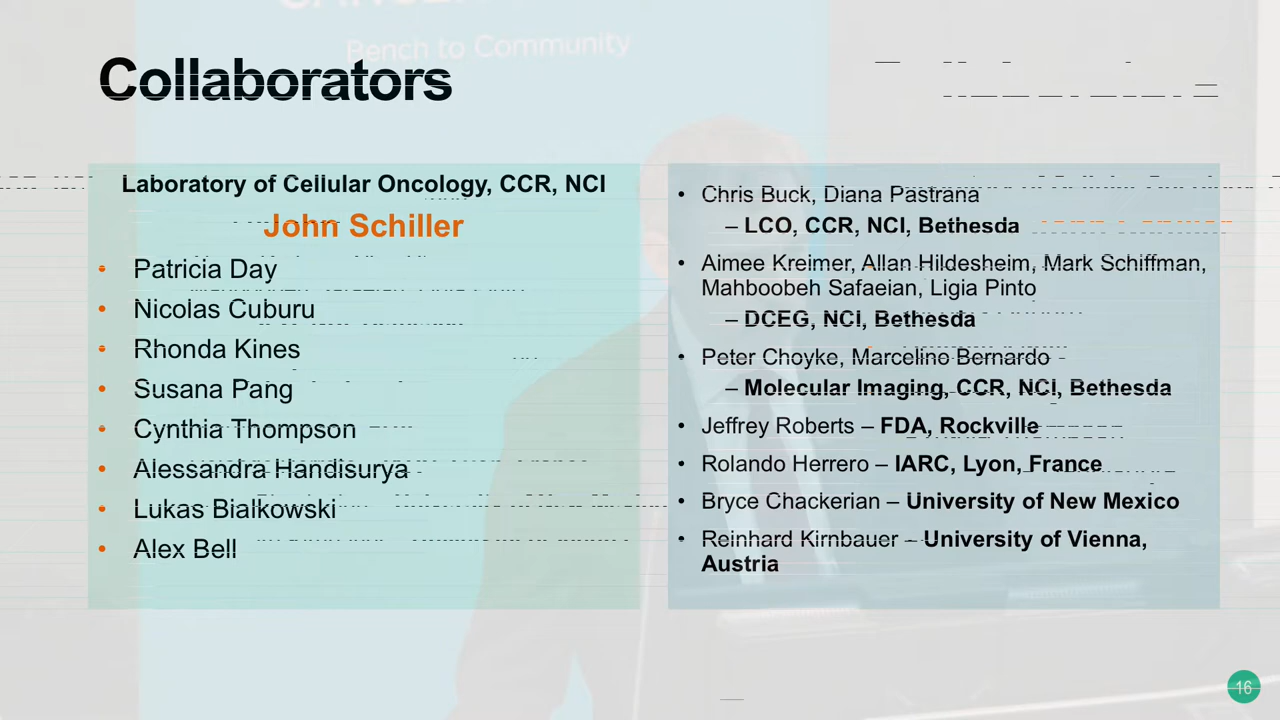 Bench to Community
Collaborators
Laboratory of Cellular Oncology, CCR, NCI
John Schiller
• Patricia Day
• Nicolas Cuburu
• Rhonda Kines
• Susana Pang
• Cynthia Thompson
• Alessandra Handisurya
• Lukas Bialkowski
• Alex Bell
• Chris Buck, Diana Pastrana
– LCO, CCR, NCI, Bethesda
• Aimee Kreimer, Allan Hildesheim, Mark Schiffman,
Mahboobeh Safaeian, Ligia Pinto
– DCEG, NCI, Bethesda
• Peter Choyke, Marcelino Bernardo
– Molecular Imaging, CCR, NCI, Bethesda
• Jeffrey Roberts – FDA, Rockville
• Rolando Herrero – IARC, Lyon, France
• Bryce Chackerian – University of New Mexico
• Reinhard Kirnbauer – University of Vienna,
Austria
16